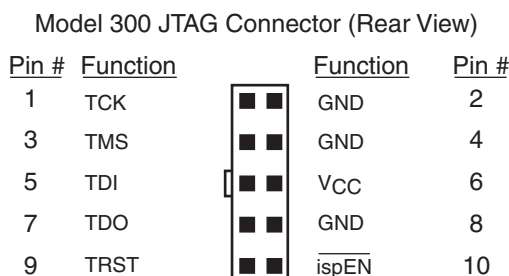 Model 300 JTAG Connector (Rear View)
Pin # Function Function Pin #
1 TCK GND 2
3 TMS GND 4
5 TDI VCC 6
7 TDO GND 8
9 TRST ispEN 10